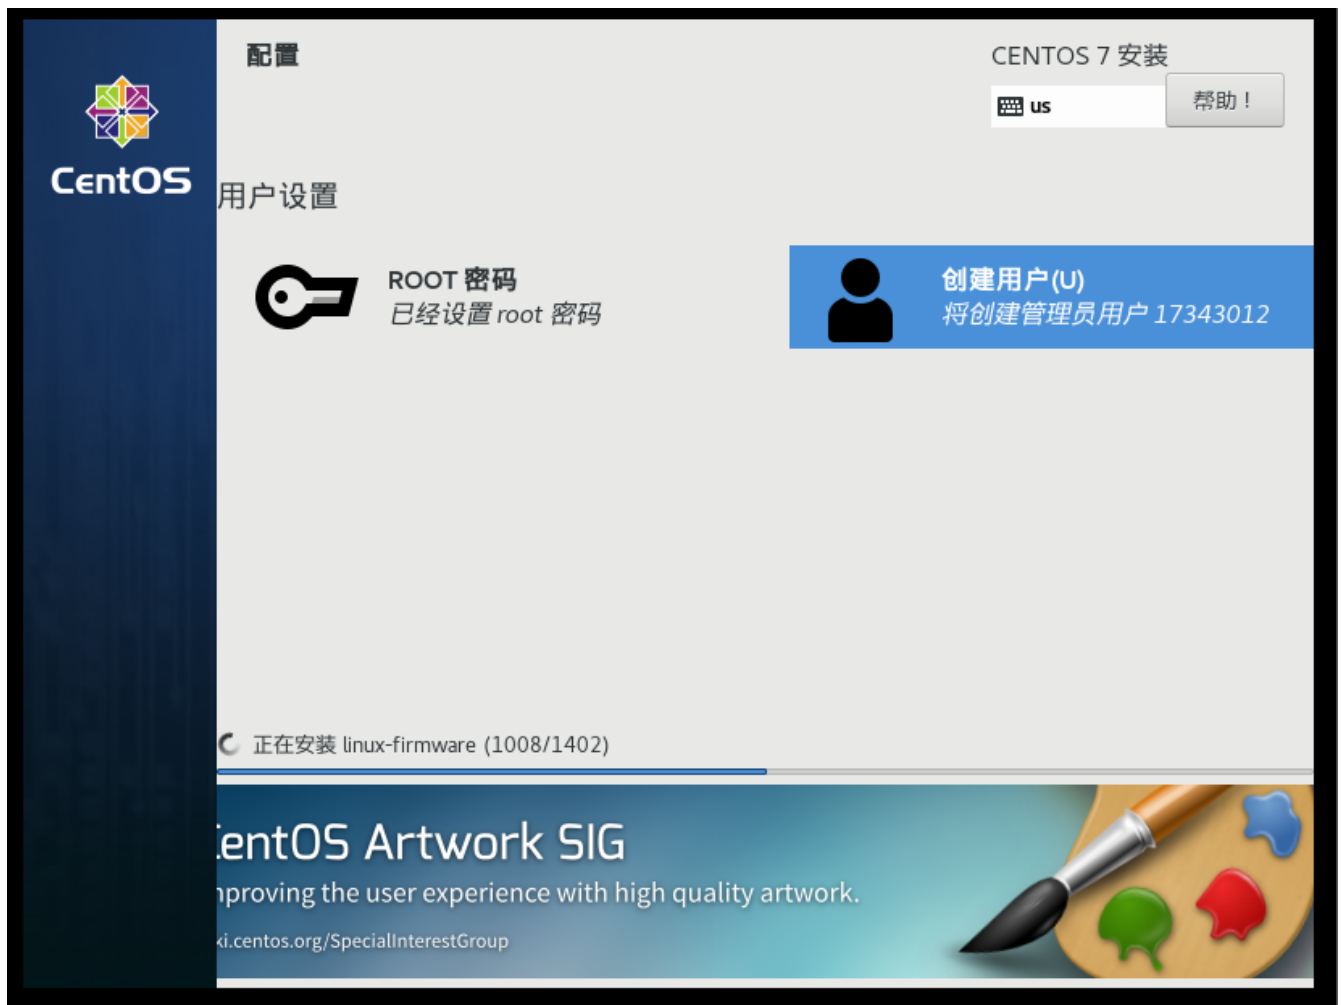 配置
CENTOS 7 安装
us
帮助！
CentOS
用户设置
ROOT 密码
已经设置 root 密码
创建用户(U)
将创建管理员用户 17343012
正在安装 linux-firmware (1008/1402)
entOS Artwork SIG
proving the user experience with high quality artwork.
ki.centos.org/SpecialInterestGroup